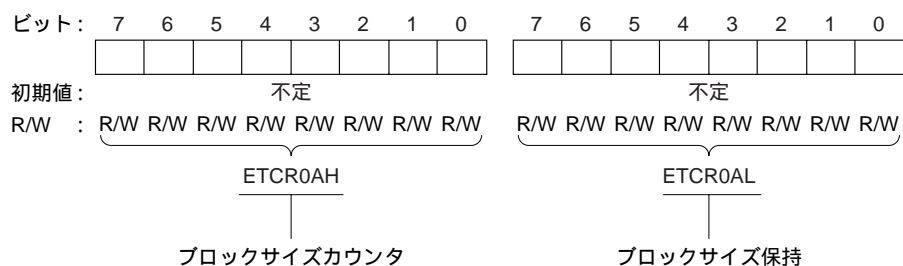 ビット: 7 6 5 4 3 2 1 0 7 6 5 4 3 2 1 0
初期値: 不定 不定
R/W : R/W R/W R/W R/W R/W R/W R/W R/W R/W R/W R/W R/W R/W R/W R/W R/W
ETCR0AH ETCR0AL
ブロックサイズカウンタ ブロックサイズ保持